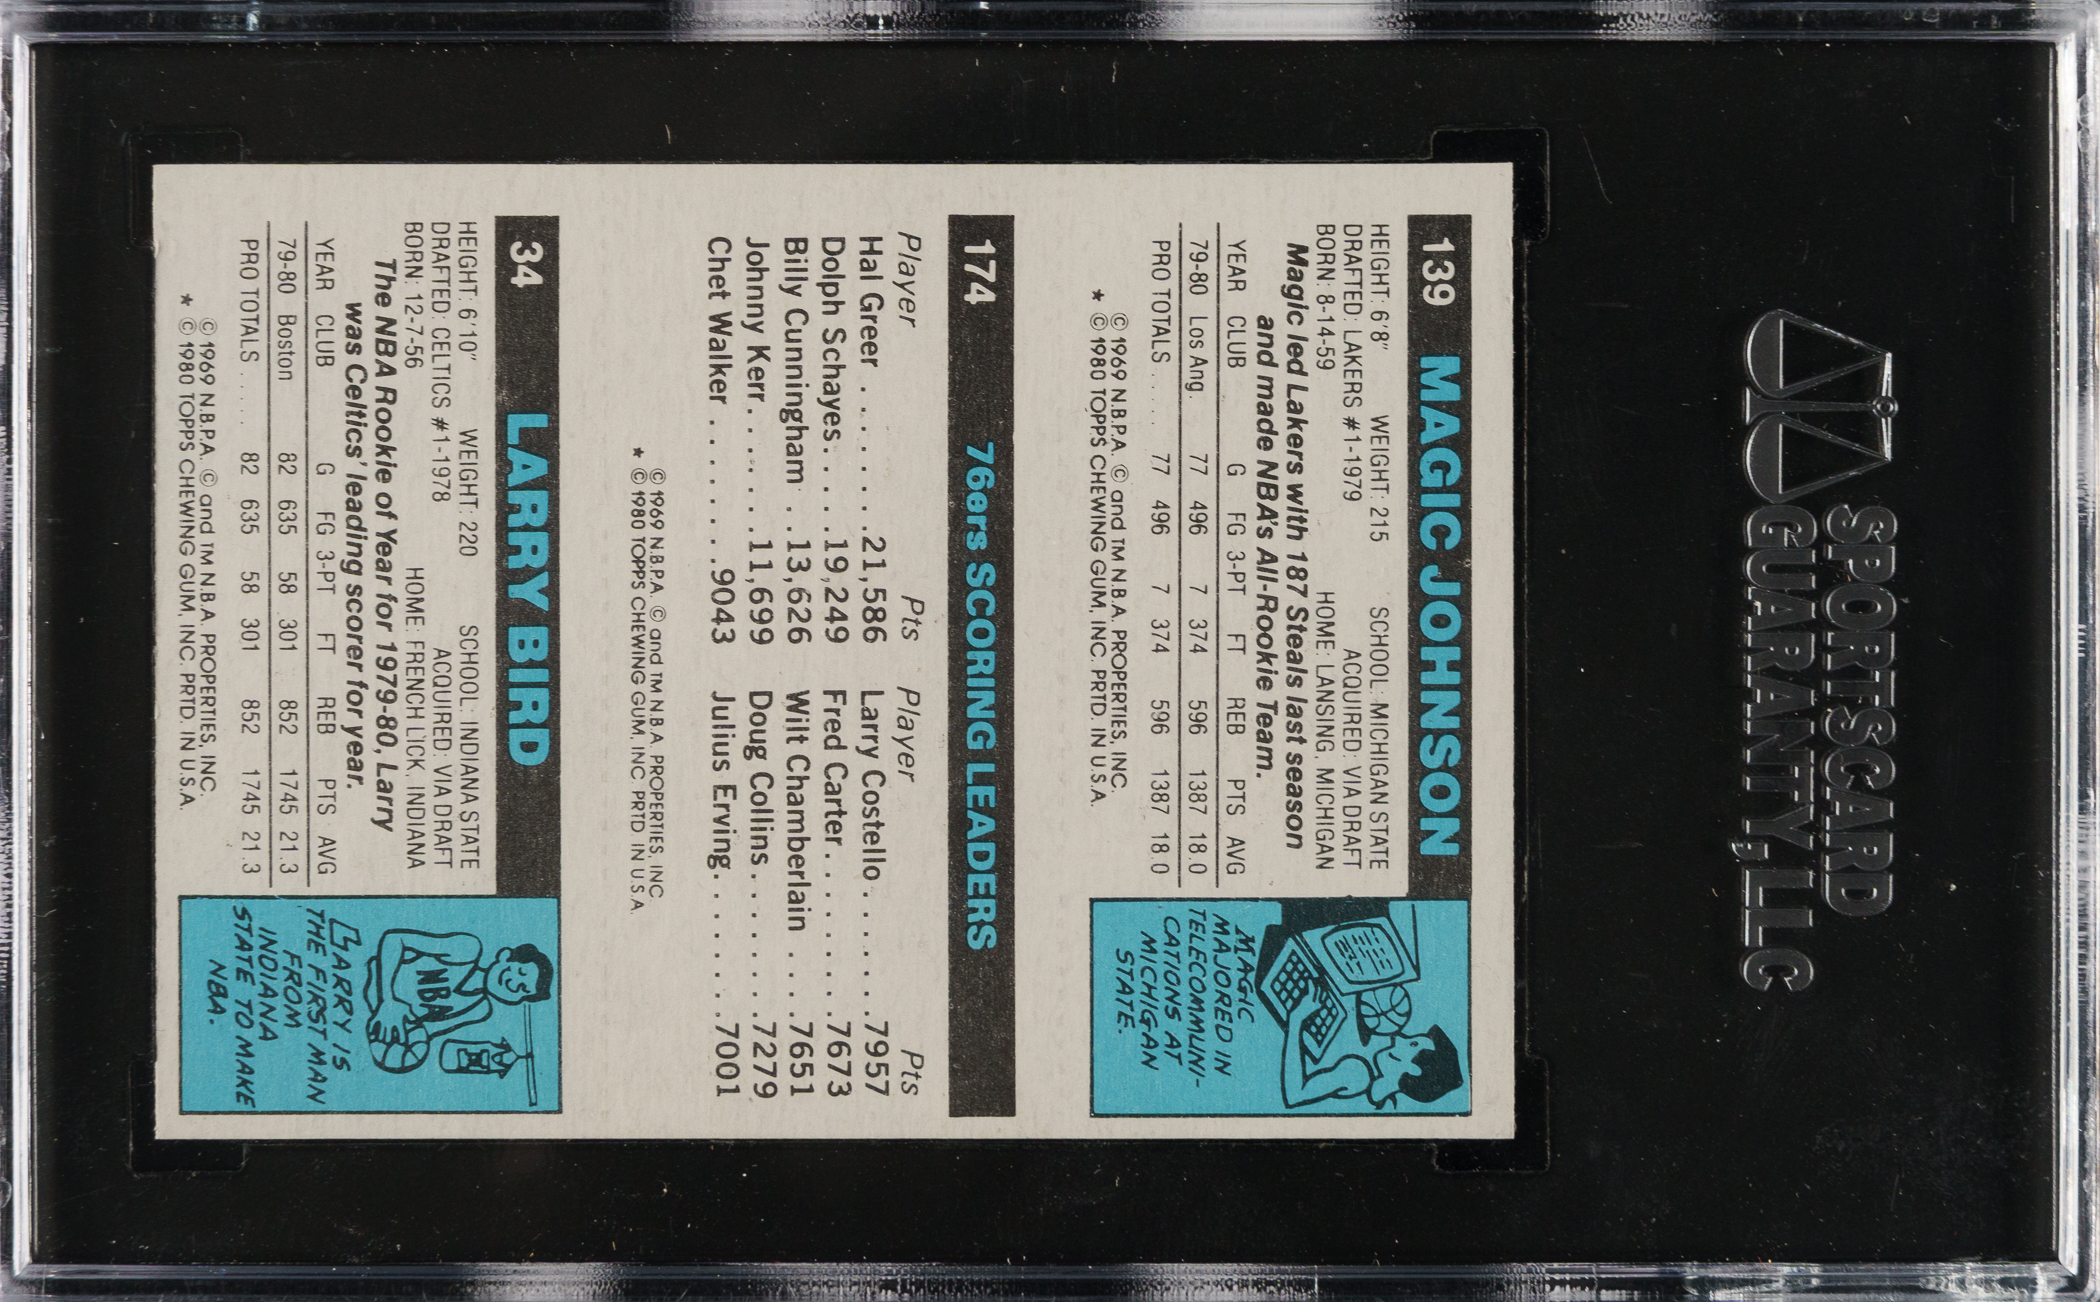 SPORTSCARD
GUARANTY, LLC
139 MAGIC JOHNSON
HEIGHT: 6'8" WEIGHT: 215 SCHOOL: MICHIGAN STATE
DRAFTED: LAKERS #1-1979 ACQUIRED: VIA DRAFT
BORN: 8-14-59 HOME: LANSING, MICHIGAN
Magic led Lakers with 187 Steals last season
and made NBA's All-Rookie Team.
YEAR CLUB G FG 3-PT FT REB PTS AVG
79-80 Los Ang. 77 496 7 374 596 1387 18.0
PRO TOTALS ..... 77 496 7 374 596 1387 18.0
© 1969 N.B.P.A. © and TM N.B.A. PROPERTIES, INC.
* © 1980 TOPPS CHEWING GUM, INC. PRTD. IN U.S.A.
MAGIC
MAJORED IN
TELECOMMUNI-
CATIONS AT
MICHIGAN
STATE.
174 76ers SCORING LEADERS
Player Pts Player Pts
Hal Greer . . . . . . . .21,586 Larry Costello . . . . . . .7957
Dolph Schayes. . . . .19,249 Fred Carter. . . . . . . . .7673
Billy Cunningham . .13,626 Wilt Chamberlain . . . .7651
Johnny Kerr. . . . . . .11,699 Doug Collins. . . . . . . .7279
Chet Walker . . . . . . . .9043 Julius Erving. . . . . . . .7001
© 1969 N.B.P.A. © and TM N.B.A. PROPERTIES, INC.
* © 1980 TOPPS CHEWING GUM, INC. PRTD. IN U.S.A.
34 LARRY BIRD
HEIGHT: 6'10" WEIGHT: 220 SCHOOL: INDIANA STATE
DRAFTED: CELTICS #1-1978 ACQUIRED: VIA DRAFT
BORN: 12-7-56 HOME: FRENCH LICK, INDIANA
The NBA Rookie of Year for 1979-80, Larry
was Celtics' leading scorer for year.
YEAR CLUB G FG 3-PT FT REB PTS AVG
79-80 Boston 82 635 58 301 852 1745 21.3
PRO TOTALS ..... 82 635 58 301 852 1745 21.3
© 1969 N.B.P.A. © and TM N.B.A. PROPERTIES, INC.
* © 1980 TOPPS CHEWING GUM, INC. PRTD. IN U.S.A.
NBA
LARRY IS
THE FIRST MAN
FROM
INDIANA
STATE TO MAKE
NBA.